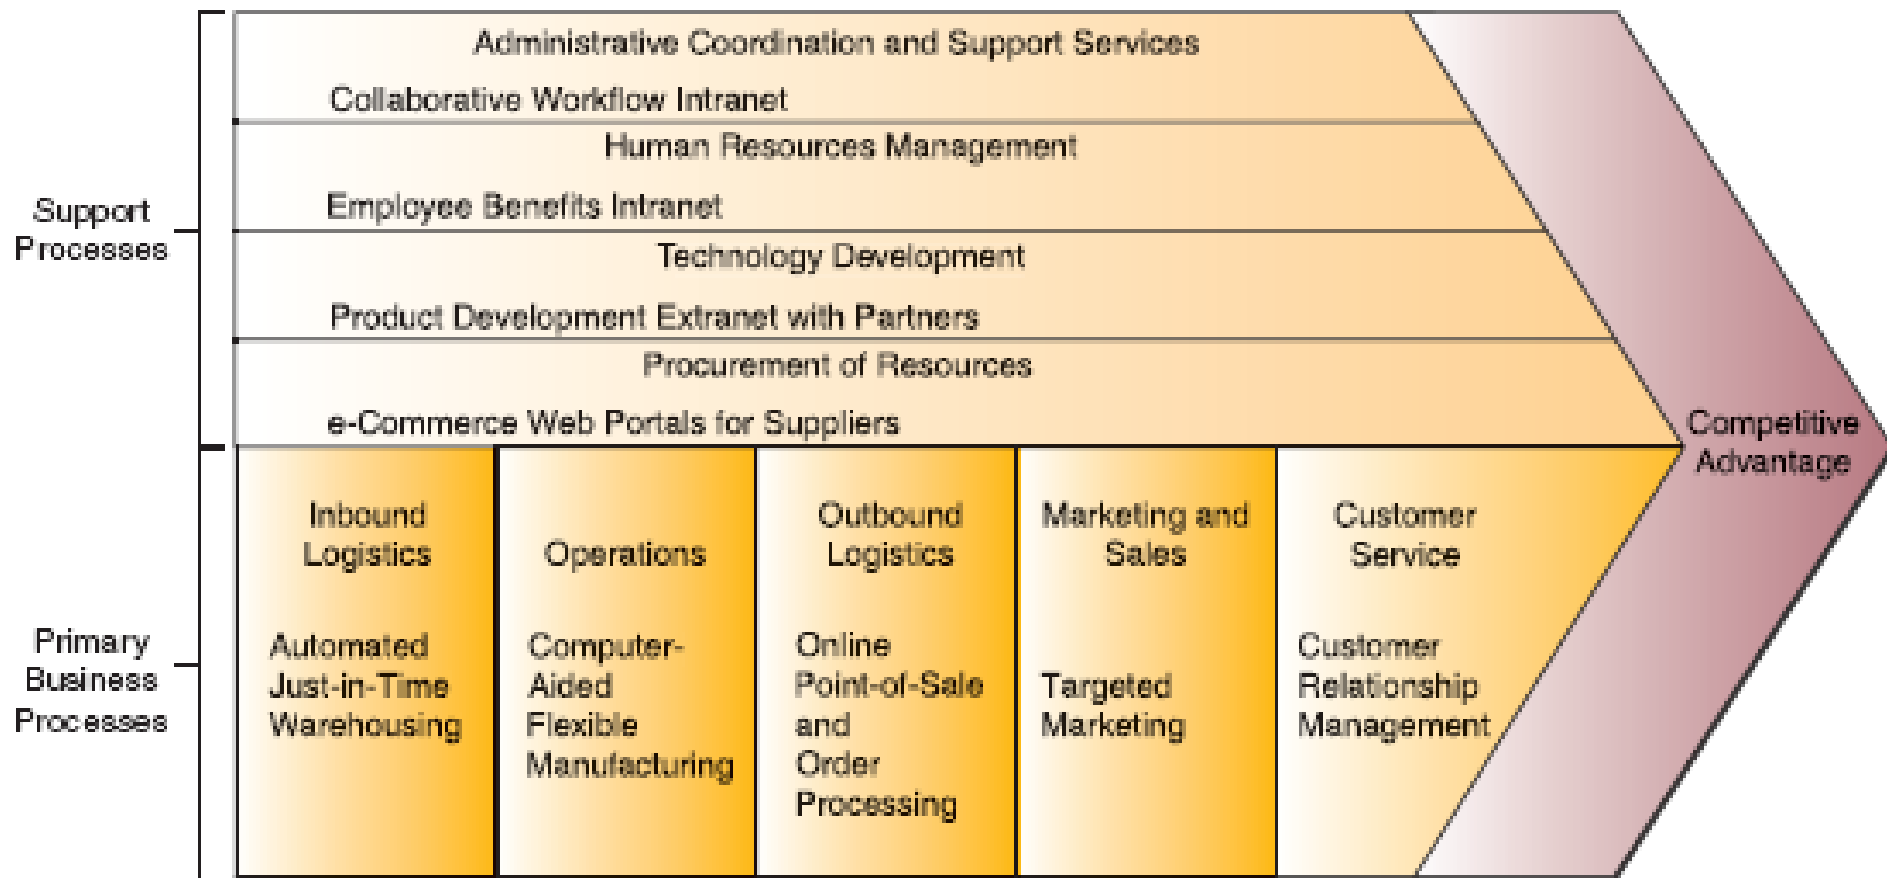 Support
Processes
Administrative Coordination and Support Services
Collaborative Workflow Intranet
Human Resources Management
Employee Benefits Intranet
Technology Development
Product Development Extranet with Partners
Procurement of Resources
e-Commerce Web Portals for Suppliers
Competitive
Advantage
Primary
Business
Processes
Inbound
Logistics
Automated
Just-in-Time
Warehousing
Operations
Computer-
Aided
Flexible
Manufacturing
Outbound
Logistics
Online
Point-of-Sale
and
Order
Processing
Marketing and
Sales
Targeted
Marketing
Customer
Service
Customer
Relationship
Management